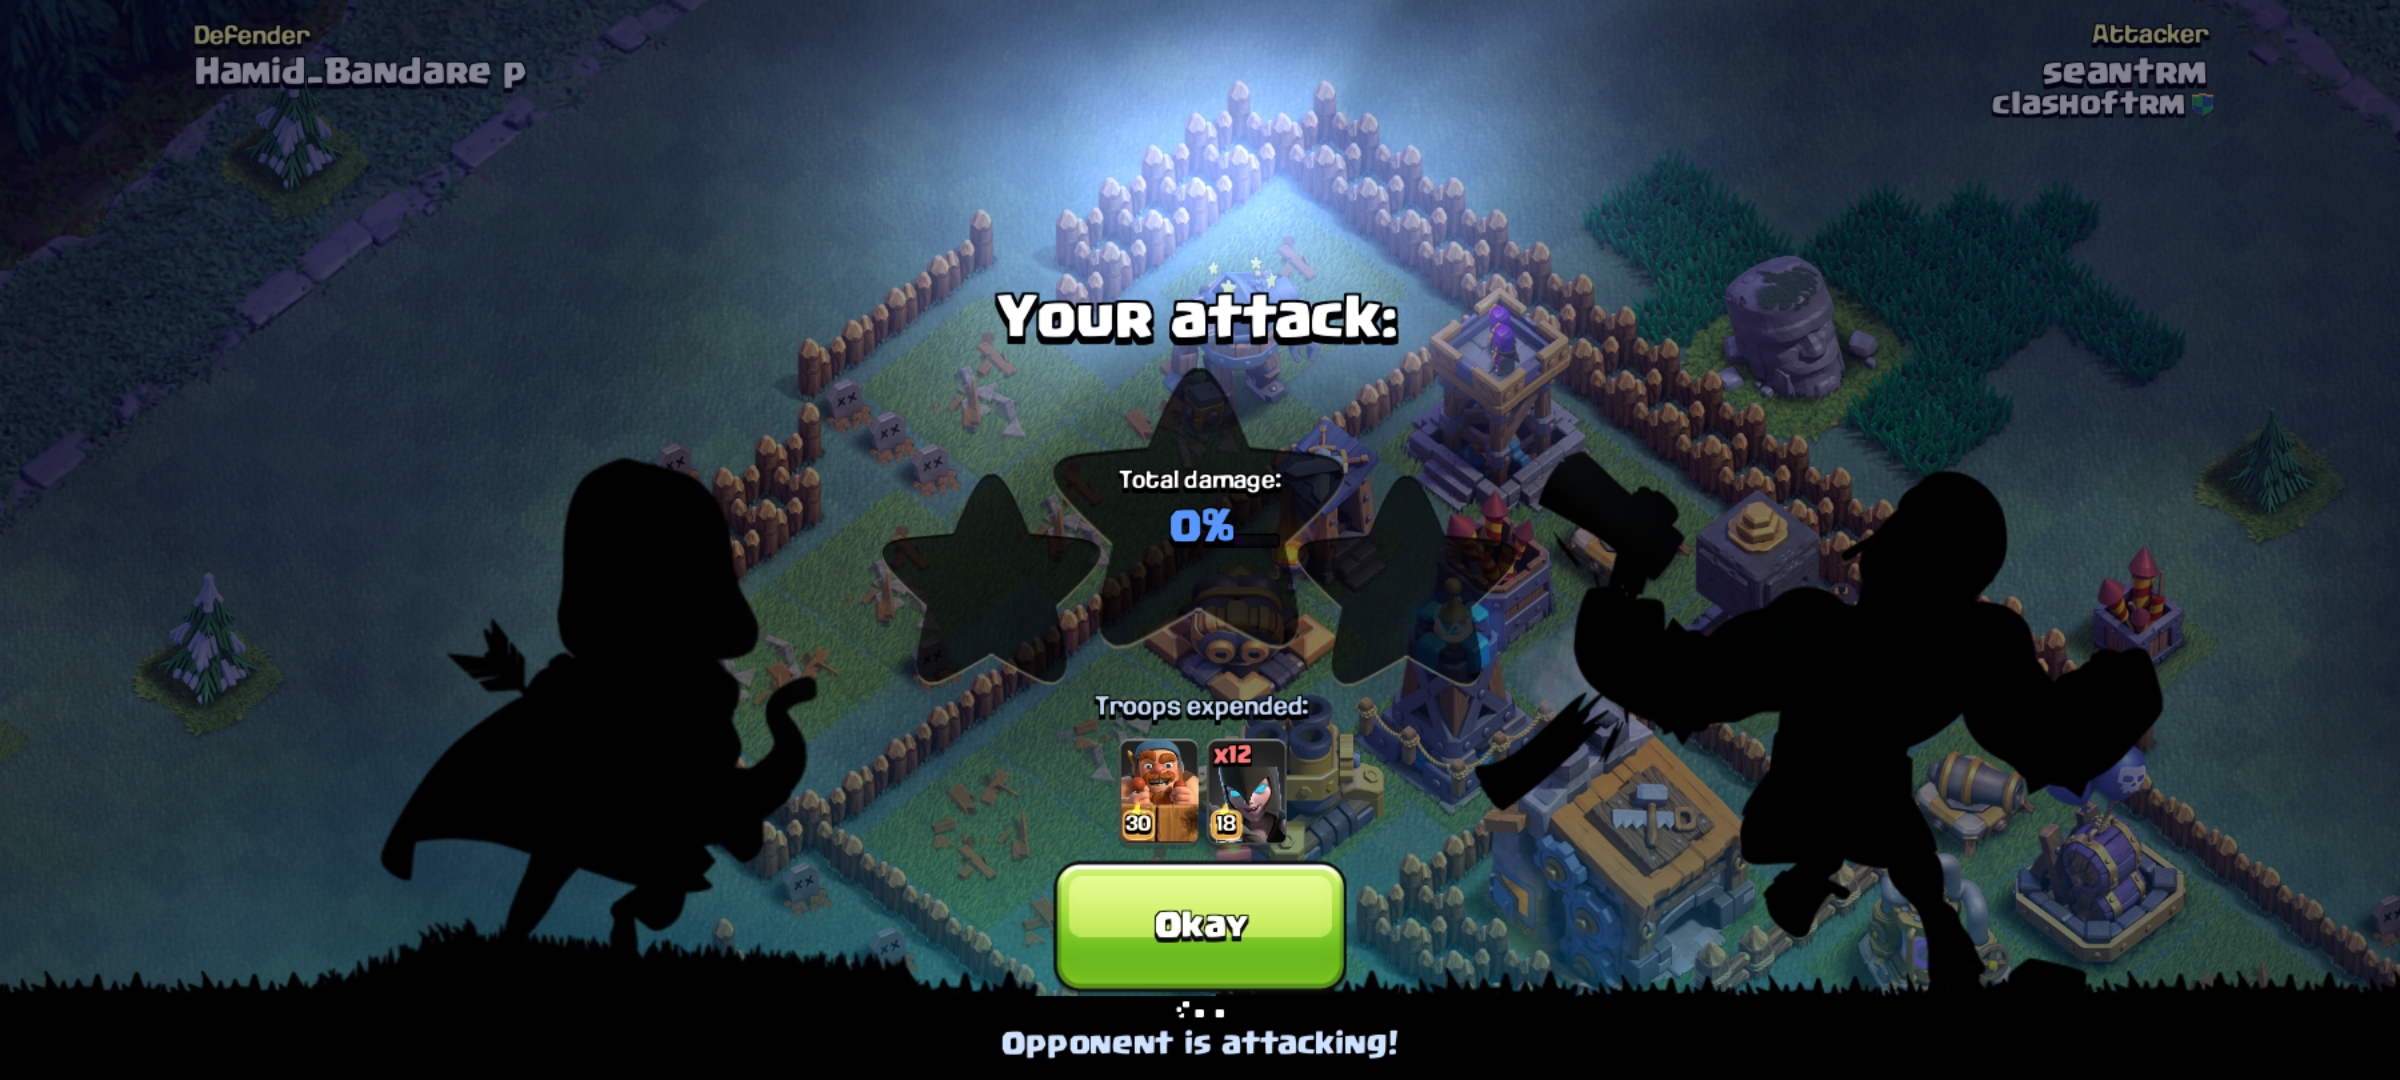 Defender
Hamid_Bandare p
Attacker
seantRM
clashoftRM
Your attack:
Total damage:
0%
Troops expended:
x12
30
18
Okay
Opponent is attacking!